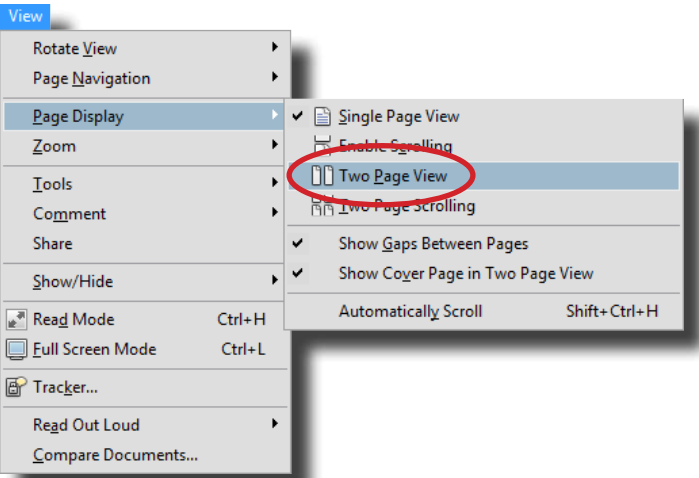 View
Rotate View
Page Navigation
Page Display
Zoom
Tools
Comment
Share
Show/Hide
Read Mode Ctrl+H
Full Screen Mode Ctrl+L
Tracker...
Read Out Loud
Compare Documents...
Single Page View
Enable Scrolling
Two Page View
Two Page Scrolling
Show Gaps Between Pages
Show Cover Page in Two Page View
Automatically Scroll Shift+Ctrl+H